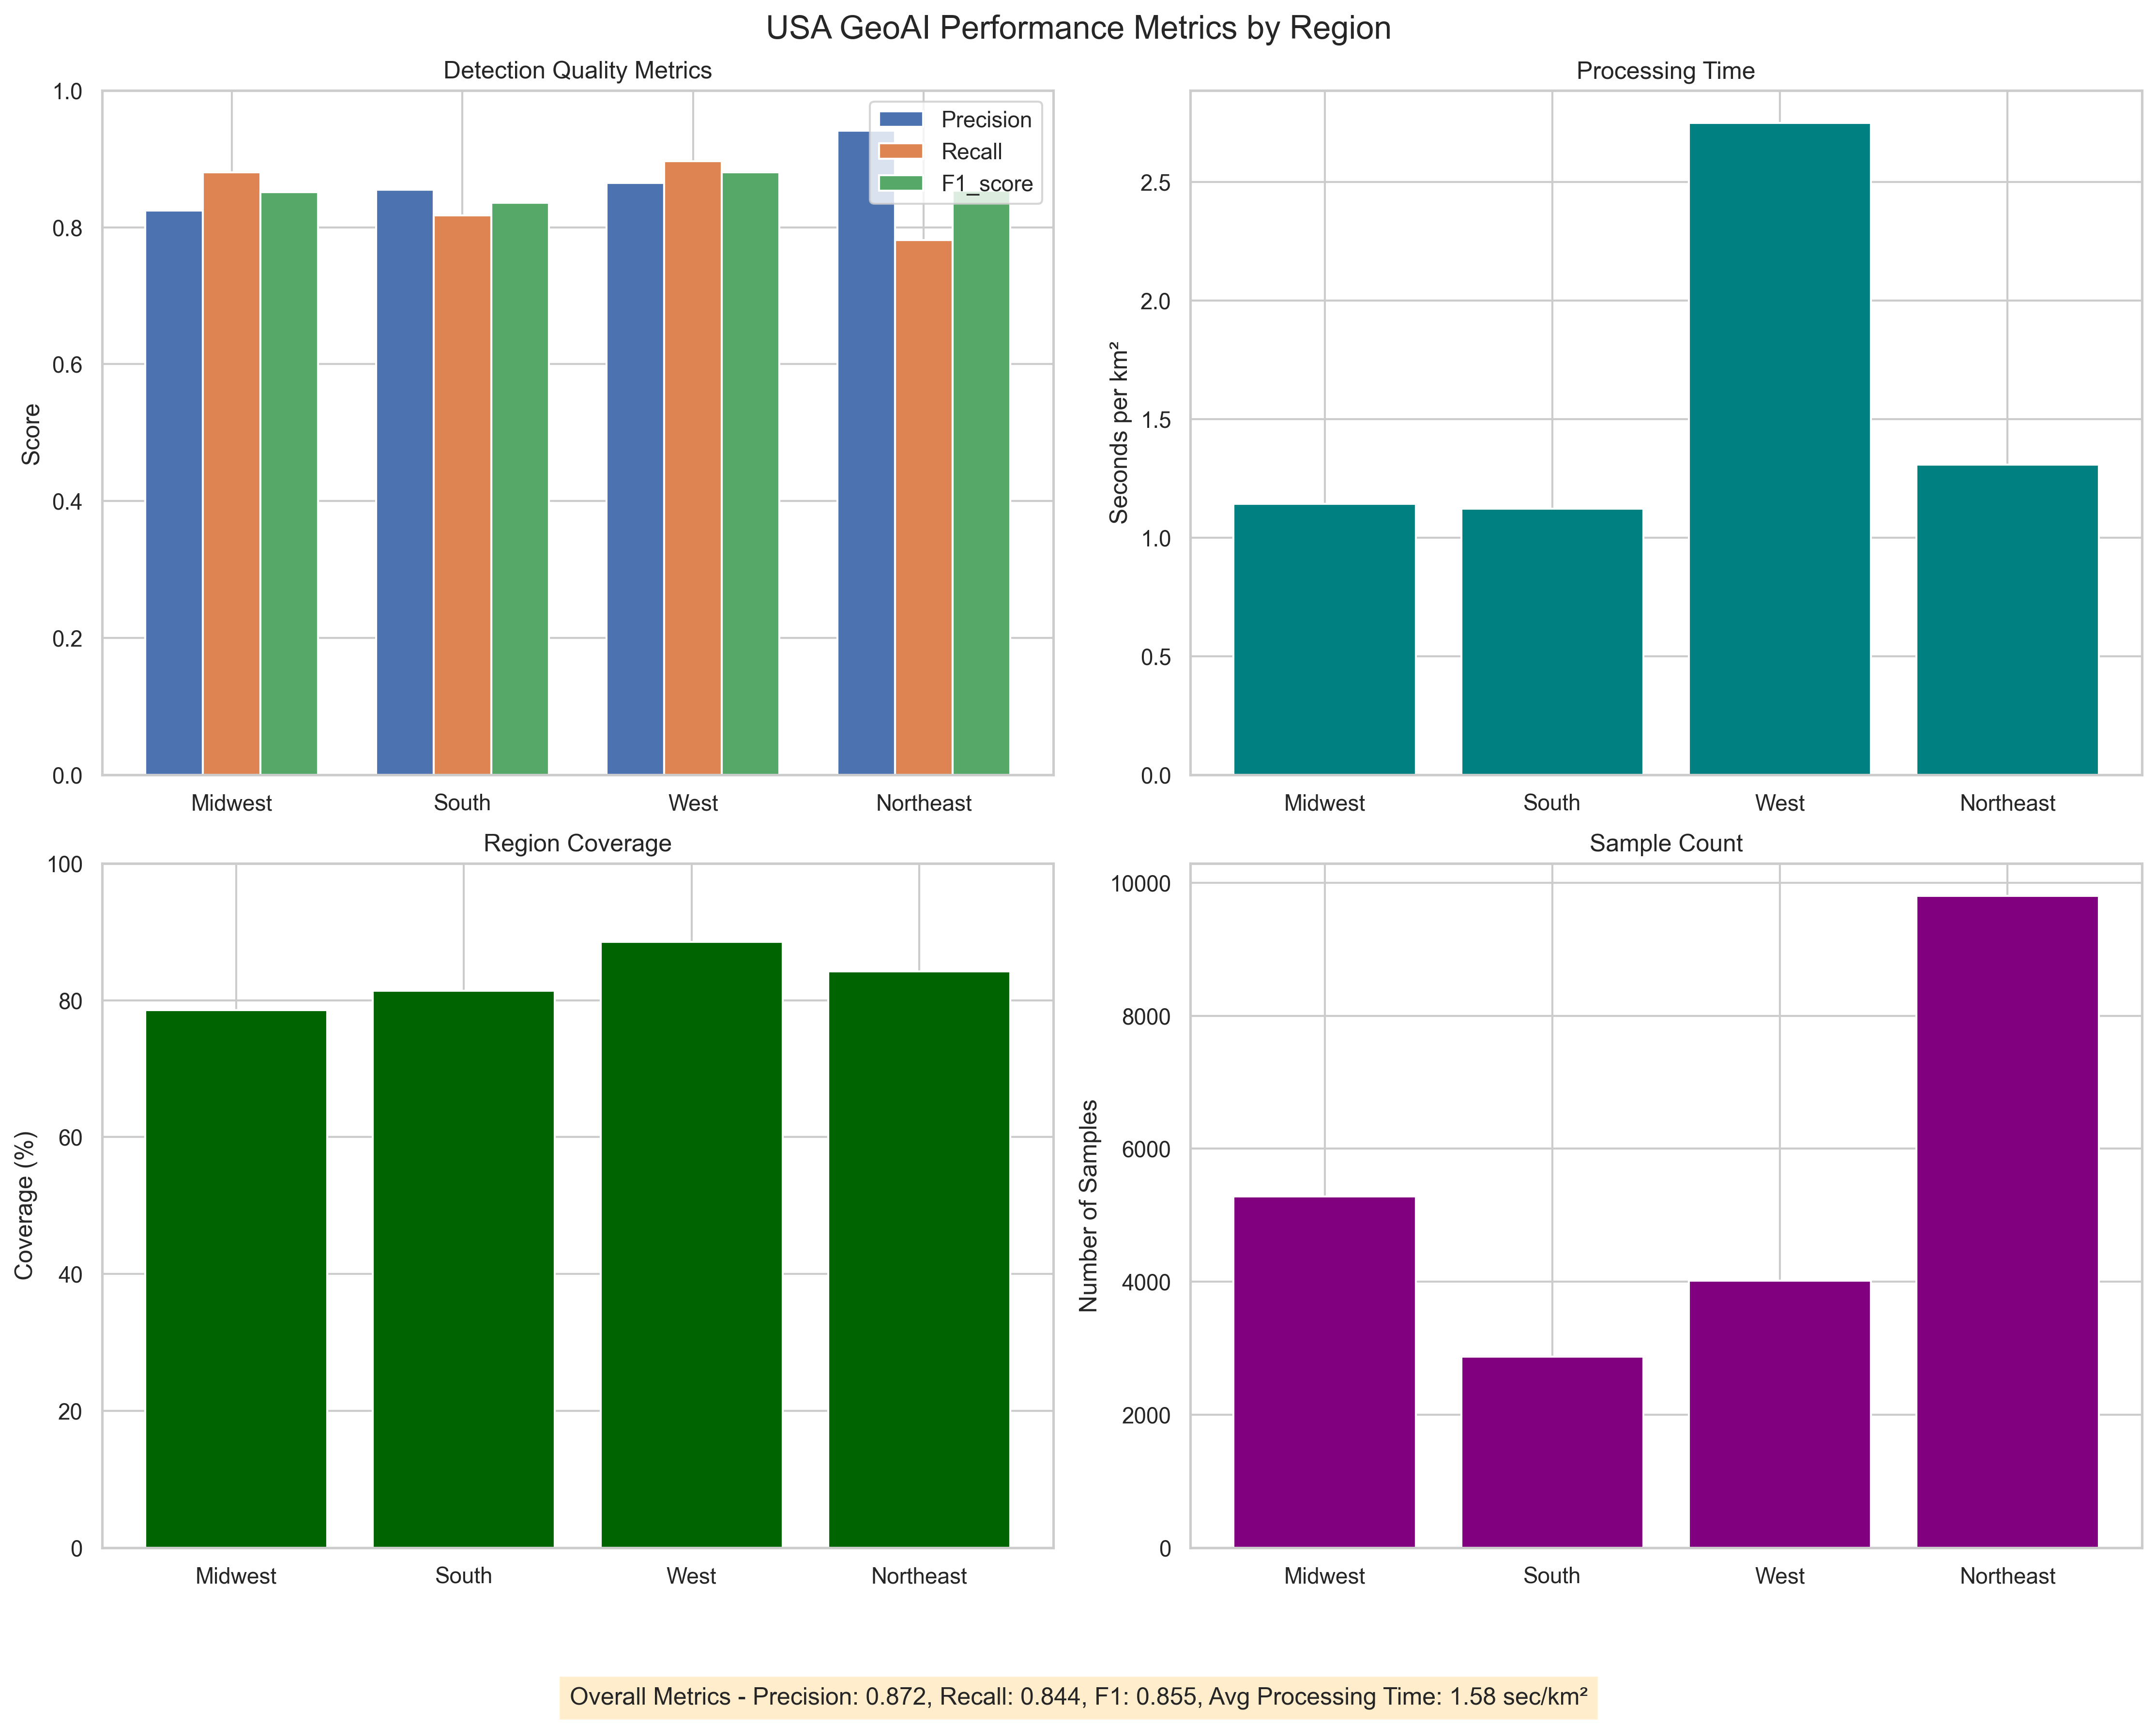 USA GeoAI Performance Metrics by Region
Detection Quality Metrics
1.0
0.8
0.6
0.4
0.2
0.0
Score
Precision
Recall
F1_score
Midwest South West Northeast
Processing Time
2.5
2.0
1.5
1.0
0.5
0.0
Seconds per km²
Midwest South West Northeast
Region Coverage
100
80
60
40
20
0
Coverage (%)
Midwest South West Northeast
Sample Count
10000
8000
6000
4000
2000
0
Number of Samples
Midwest South West Northeast
Overall Metrics - Precision: 0.872, Recall: 0.844, F1: 0.855, Avg Processing Time: 1.58 sec/km²